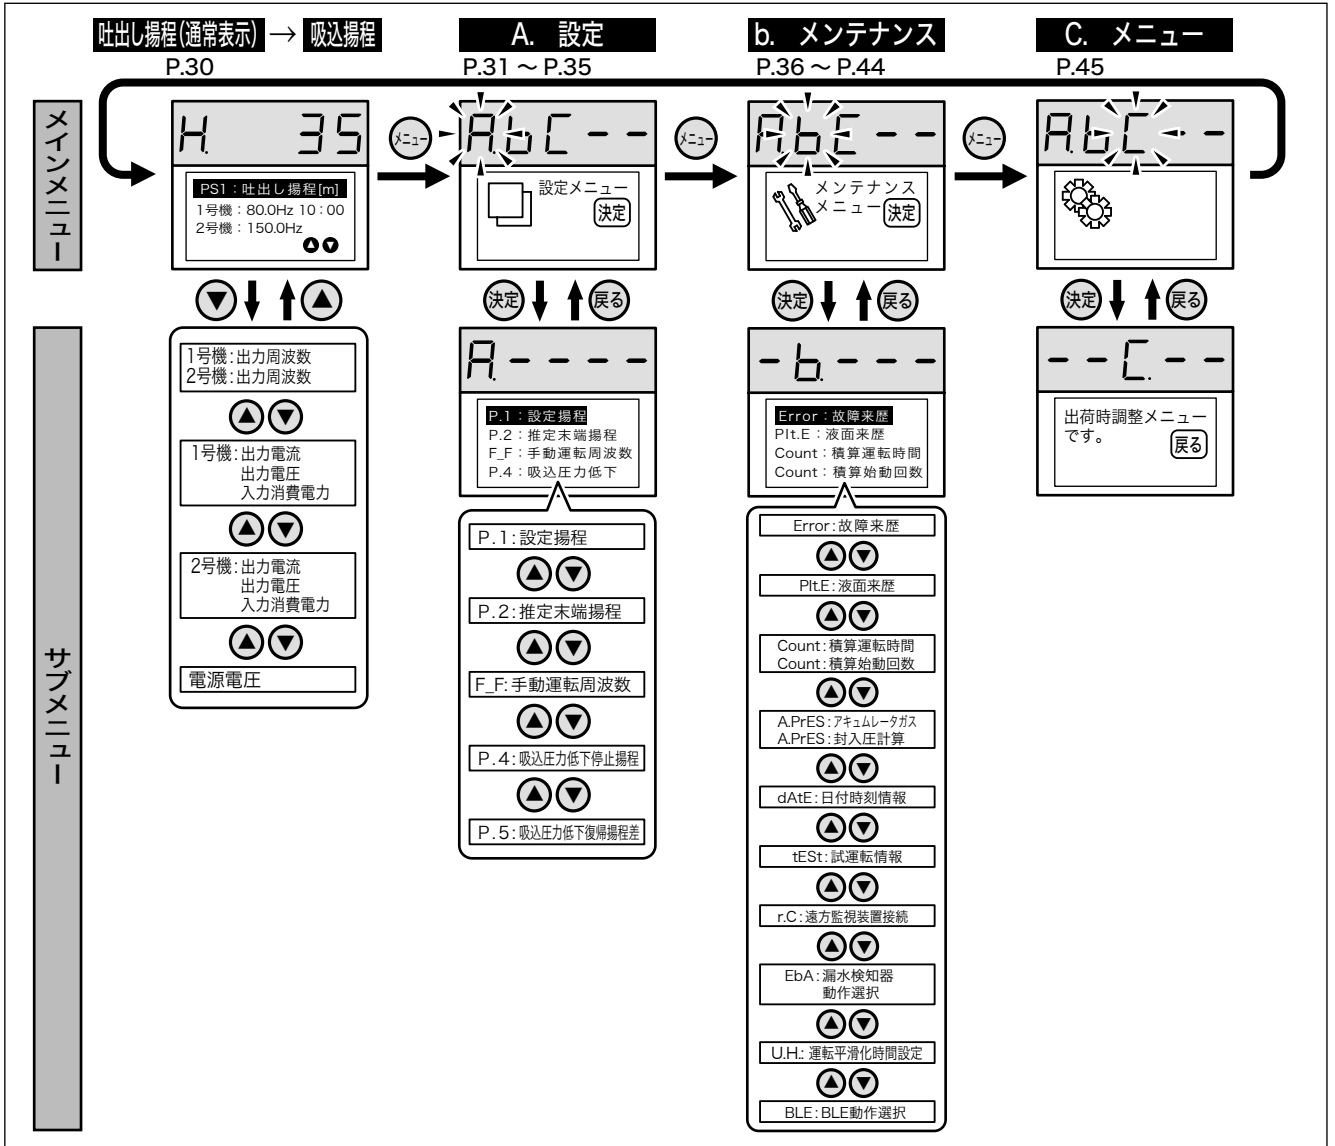 吐出し揚程(通常表示) → 吸込揚程
P.30
A. 設定
P.31 ～ P.35
b. メンテナンス
P.36 ～ P.44
C. メニュー
P.45
メインメニュー
H. 35
PS1：吐出し揚程[m]
1号機：80.0Hz 10：00
2号機：150.0Hz
▲▼
メニュー
A.bC--
設定メニュー
決定
メニュー
AbC--
メンテナンス
メニュー 決定
メニュー
A.bC--
▼ ▲
決定 戻る
決定 戻る
決定 戻る
サブメニュー
1号機:出力周波数
2号機:出力周波数
▲▼
1号機:出力電流
出力電圧
入力消費電力
▲▼
2号機:出力電流
出力電圧
入力消費電力
▲▼
電源電圧
A.----
P.1：設定揚程
P.2：推定末端揚程
F_F：手動運転周波数
P.4：吸込圧力低下
P.1:設定揚程
▲▼
P.2:推定末端揚程
▲▼
F_F:手動運転周波数
▲▼
P.4:吸込圧力低下停止揚程
▲▼
P.5:吸込圧力低下復帰揚程差
-b.---
Error：故障来歴
PIt.E：液面来歴
Count：積算運転時間
Count：積算始動回数
Error:故障来歴
▲▼
PIt.E:液面来歴
▲▼
Count:積算運転時間
Count:積算始動回数
▲▼
A.PrES:アキュムレータガス
A.PrES:封入圧計算
▲▼
dAtE:日付時刻情報
▲▼
tESt:試運転情報
▲▼
r.C:遠方監視装置接続
▲▼
EbA:漏水検知器
動作選択
▲▼
U.H.:運転平滑化時間設定
▲▼
BLE:BLE動作選択
--C.--
出荷時調整メニュー
です。
戻る